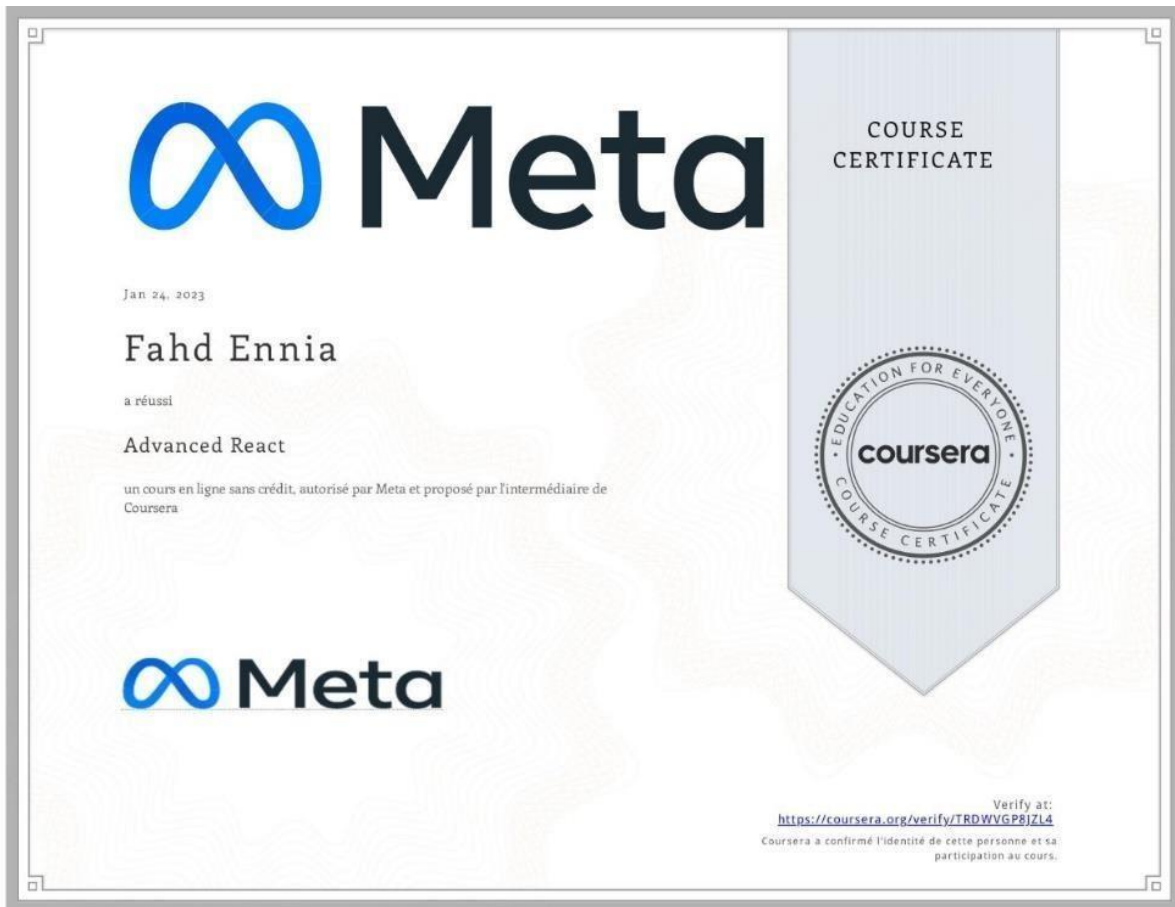 Meta
COURSE
CERTIFICATE
Jan 24, 2023
Fahd Ennia
a réussi
Advanced React
un cours en ligne sans crédit, autorisé par Meta et proposé par l'intermédiaire de
Coursera
EDUCATION FOR EVERYONE
coursera
COURSE CERTIFICATE
Meta
Verify at:
https://coursera.org/verify/TRDWVGP8JZL4
Coursera a confirmé l'identité de cette personne et sa
participation au cours.